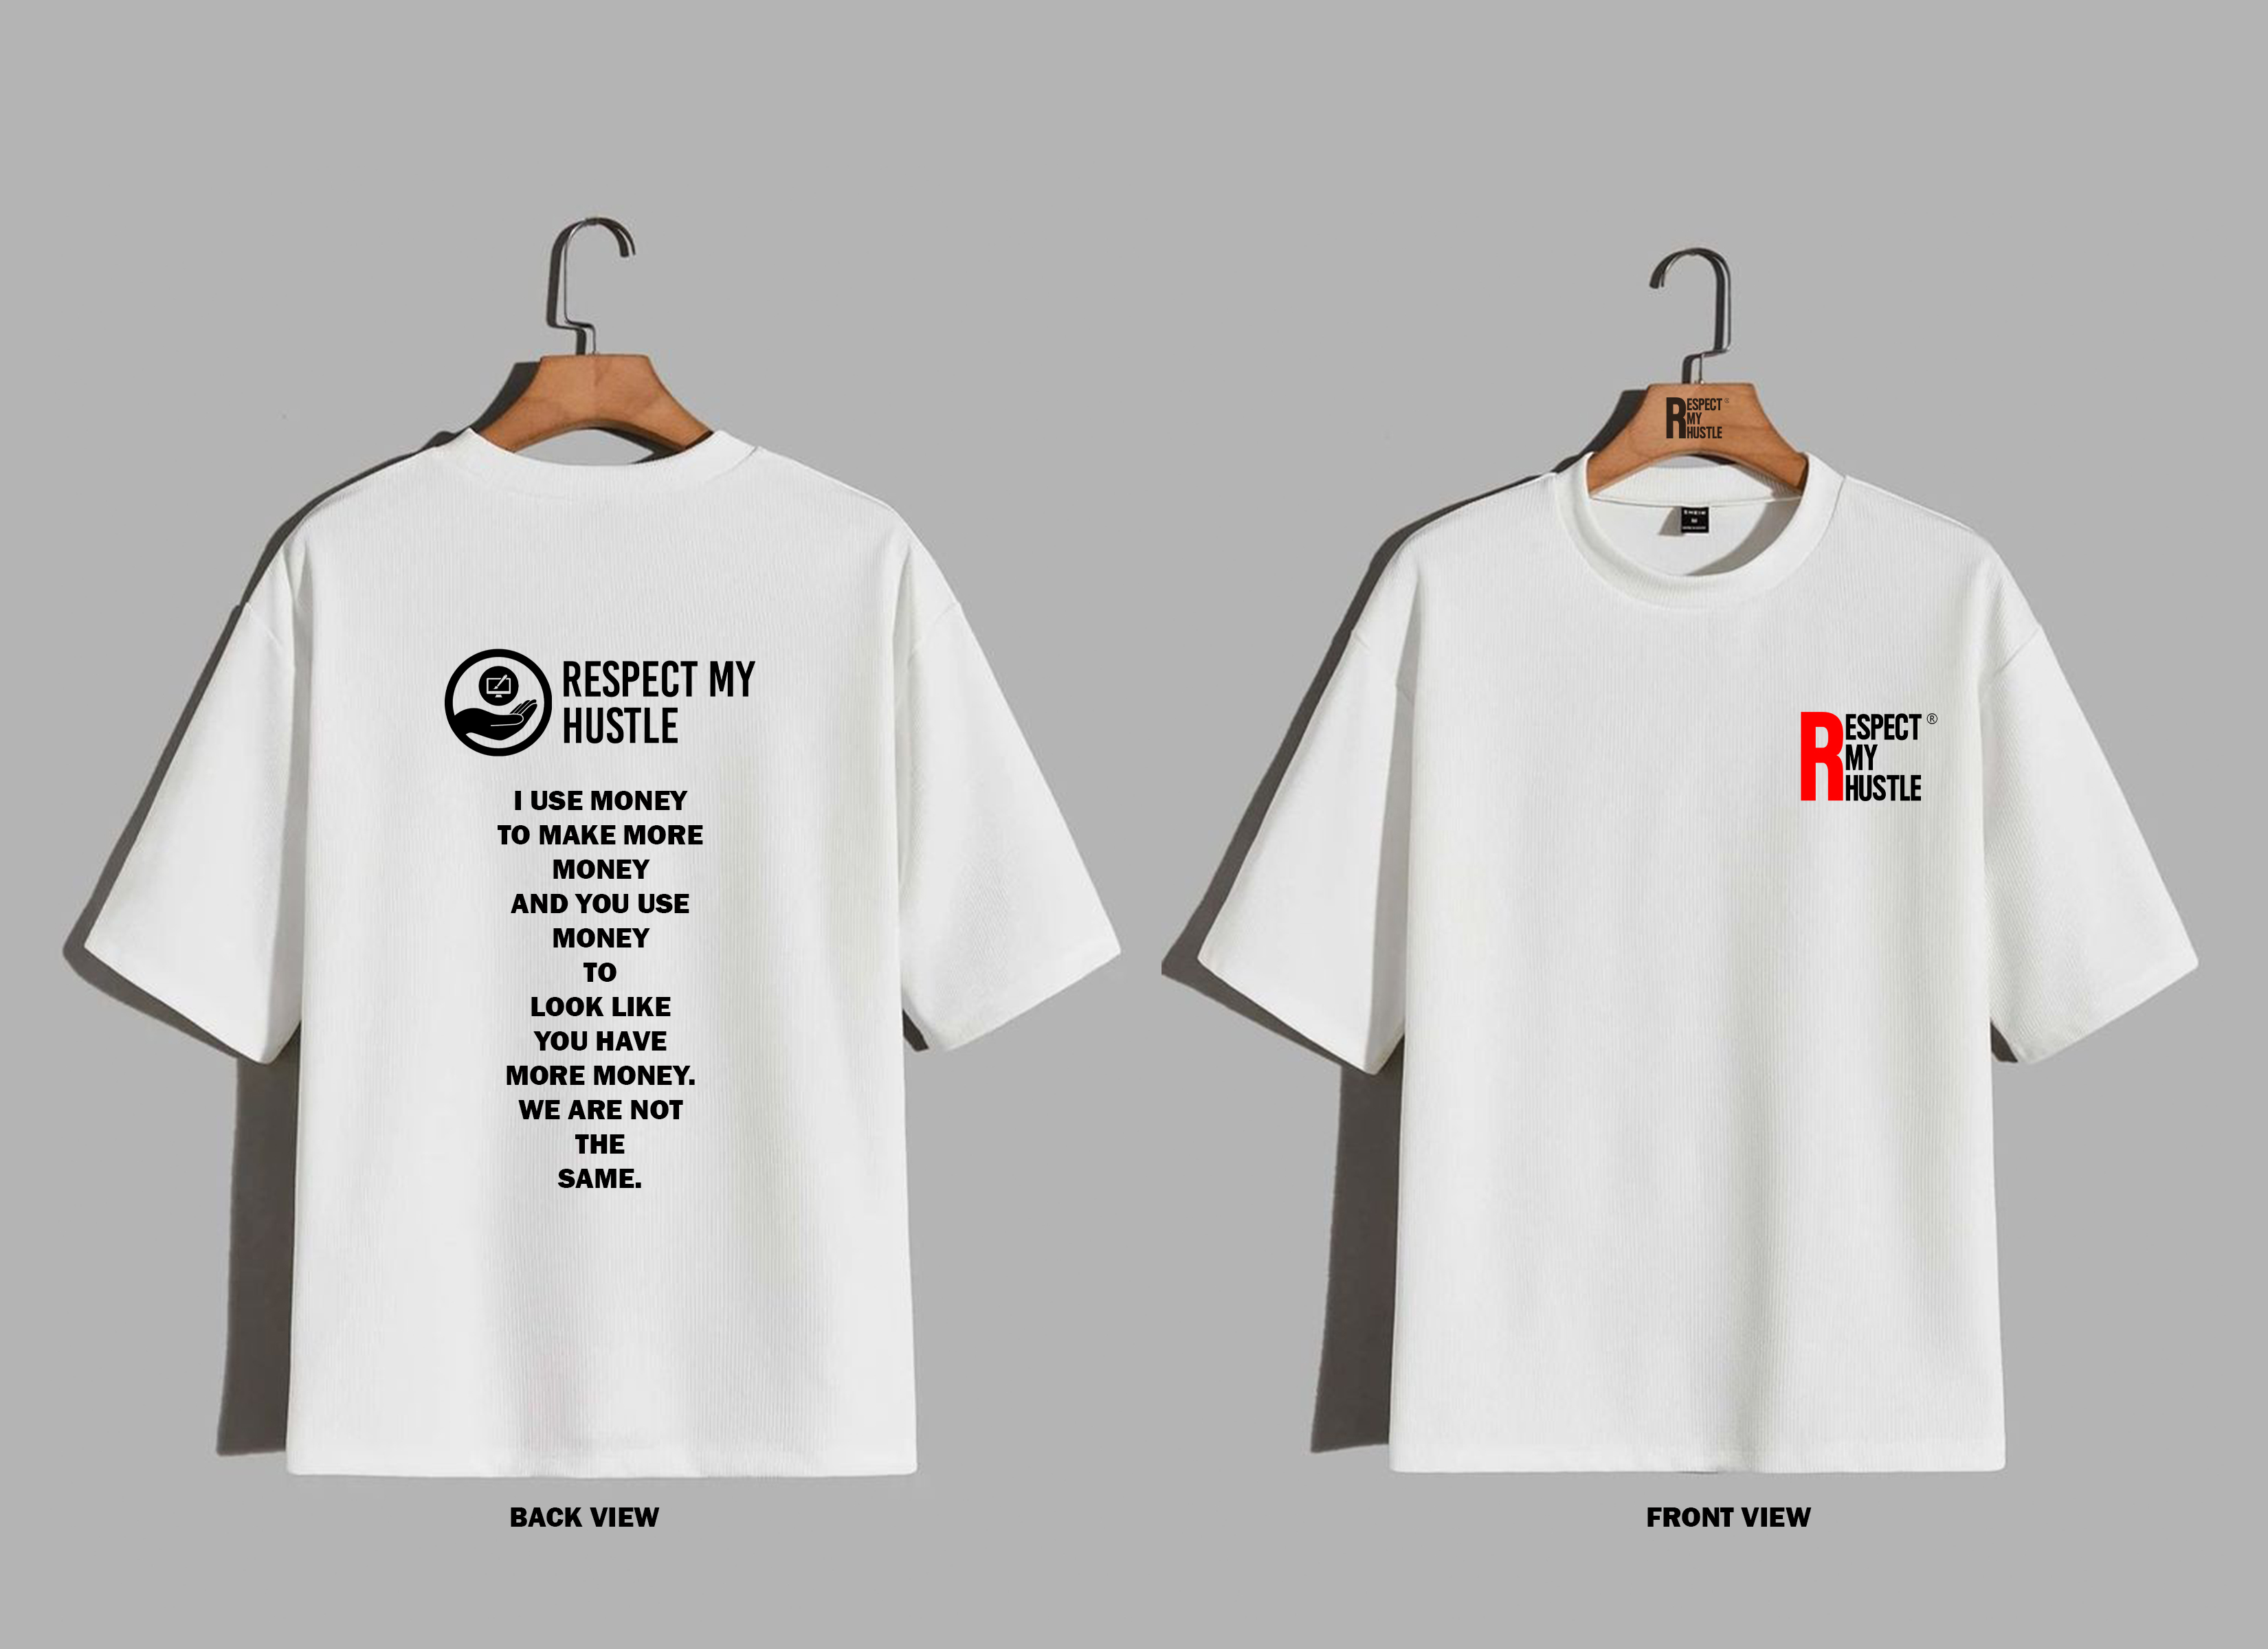 RESPECT MY
HUSTLE
I USE MONEY
TO MAKE MORE
MONEY
AND YOU USE
MONEY
TO
LOOK LIKE
YOU HAVE
MORE MONEY.
WE ARE NOT
THE
SAME.
BACK VIEW
RESPECT ®
MY
HUSTLE
SHEIN
M
RESPECT ®
MY
HUSTLE
FRONT VIEW